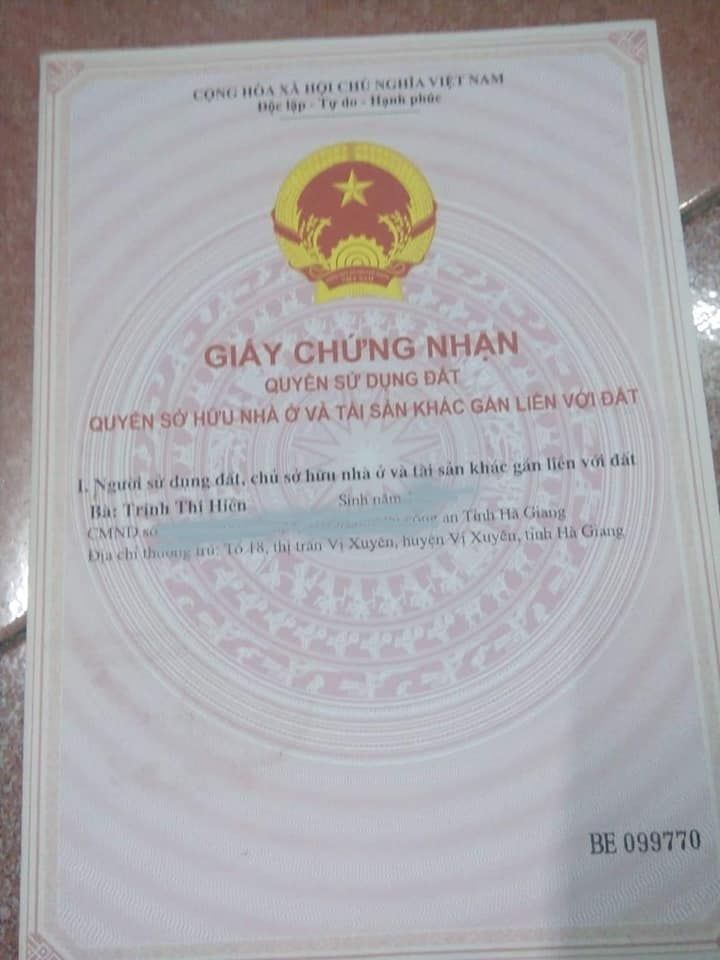 CỘNG HÒA XÃ HỘI CHỦ NGHĨA VIỆT NAM
Độc lập - Tự do - Hạnh phúc
GIẤY CHỨNG NHẬN
QUYỀN SỬ DỤNG ĐẤT
QUYỀN SỞ HỮU NHÀ Ở VÀ TÀI SẢN KHÁC GẮN LIỀN VỚI ĐẤT
I. Người sử dụng đất, chủ sở hữu nhà ở và tài sản khác gắn liền với đất
Bà: Trịnh Thị Hiền Sinh năm
CMND số công an Tỉnh Hà Giang
Địa chỉ thường trú: Tổ 18, thị trấn Vị Xuyên, huyện Vị Xuyên, tỉnh Hà Giang
BE 099770